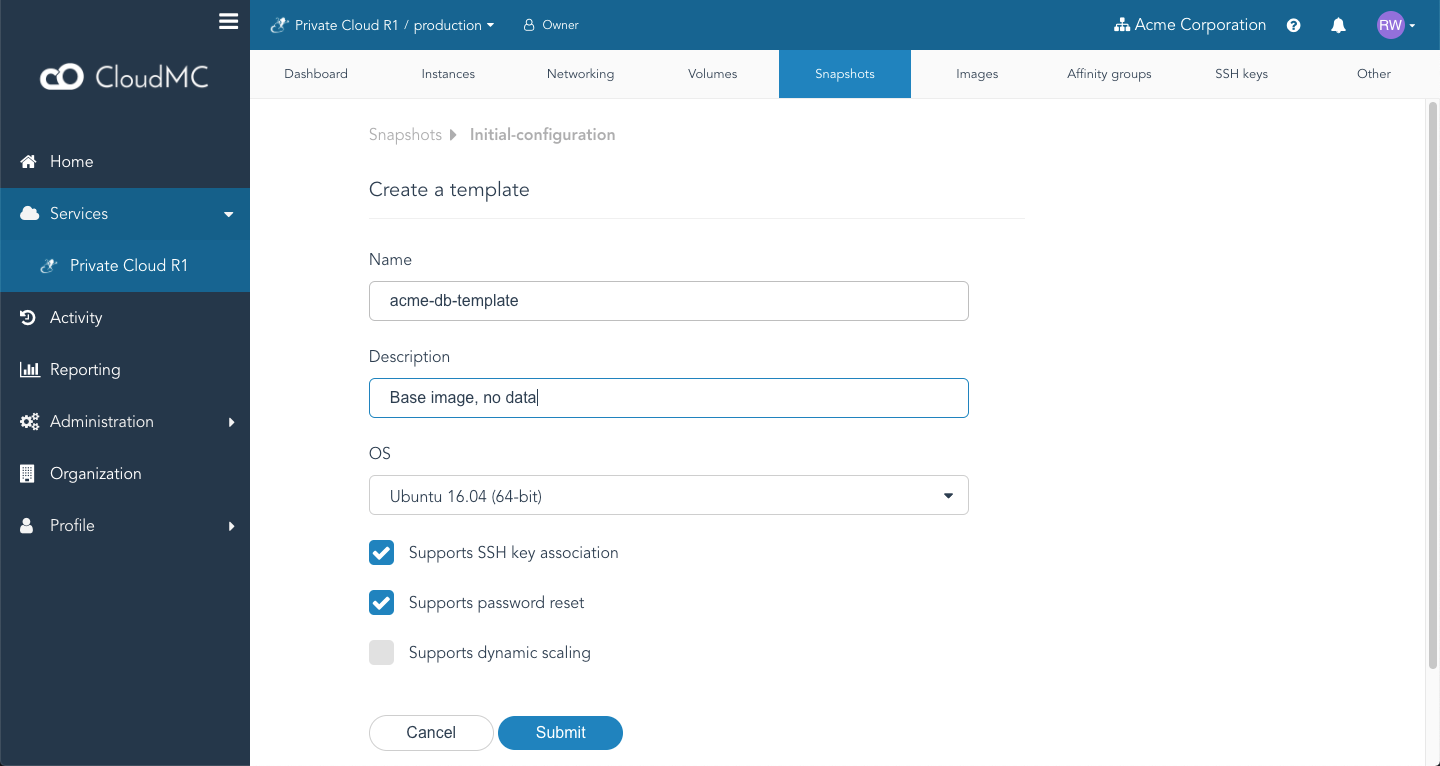 Private Cloud R1 / production
Owner
Acme Corporation
RW
CloudMC
Dashboard
Instances
Networking
Volumes
Snapshots
Images
Affinity groups
SSH keys
Other
Home
Services
Private Cloud R1
Activity
Reporting
Administration
Organization
Profile
Snapshots
Initial-configuration
Create a template
Name
acme-db-template
Description
Base image, no data
OS
Ubuntu 16.04 (64-bit)
Supports SSH key association
Supports password reset
Supports dynamic scaling
Cancel
Submit